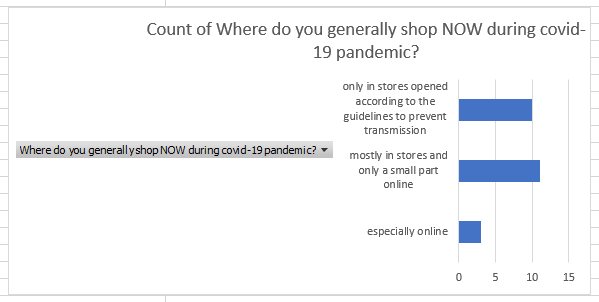 Count of Where do you generally shop NOW during covid-
19 pandemic?
only in stores opened
according to the
guidelines to prevent
transmission
Where do you generally shop NOW during covid-19 pandemic?
mostly in stores and
only a small part
online
especially online
0 5 10 15